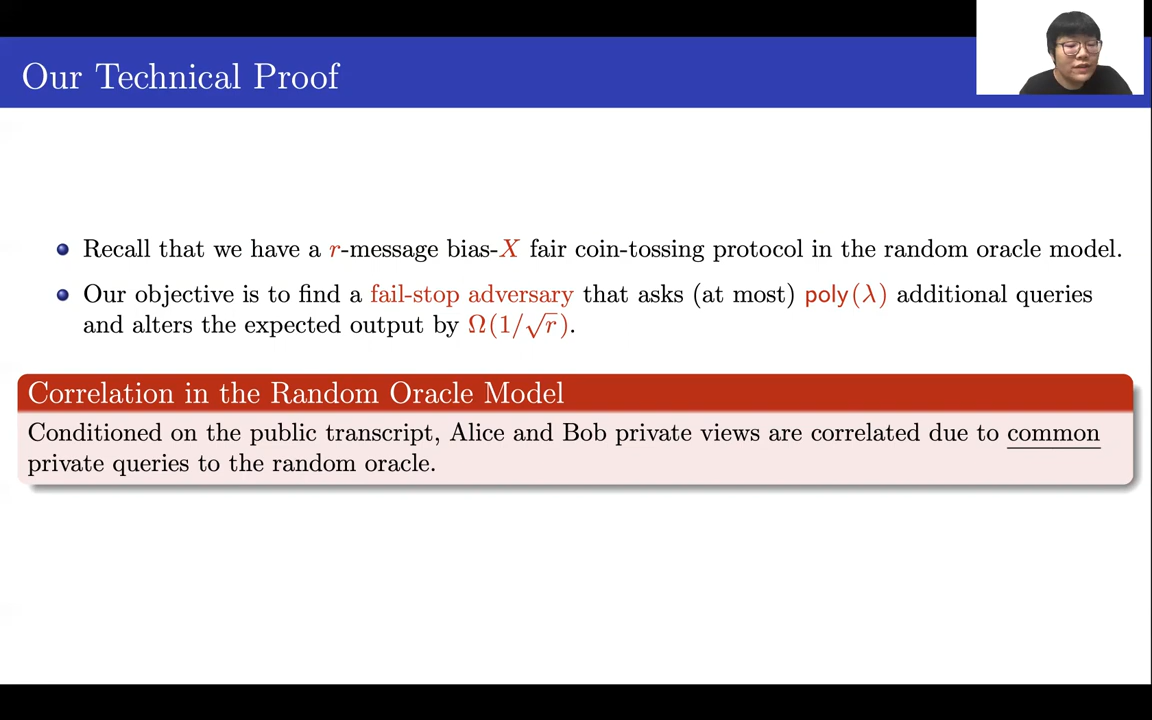 Our Technical Proof
Recall that we have a r-message bias-X fair coin-tossing protocol in the random oracle model.
Our objective is to find a fail-stop adversary that asks (at most) poly(λ) additional queries
and alters the expected output by Ω(1/√r).
Correlation in the Random Oracle Model
Conditioned on the public transcript, Alice and Bob private views are correlated due to common
private queries to the random oracle.